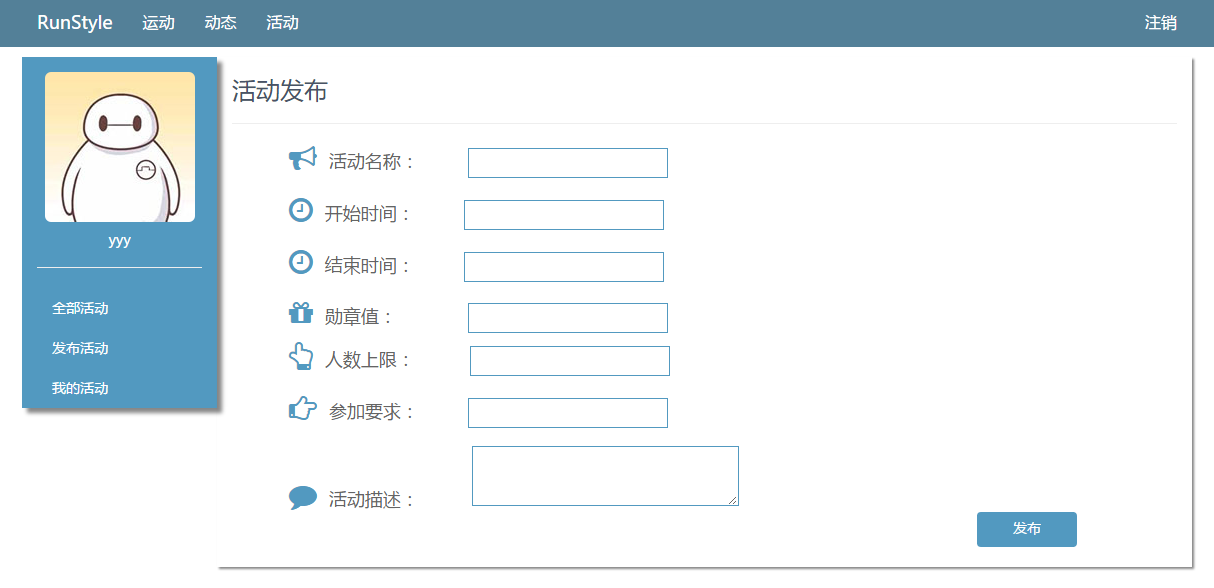 RunStyle 运动 动态 活动 注销
yyy
全部活动
发布活动
我的活动
活动发布
活动名称：
开始时间：
结束时间：
勋章值：
人数上限：
参加要求：
活动描述：
发布